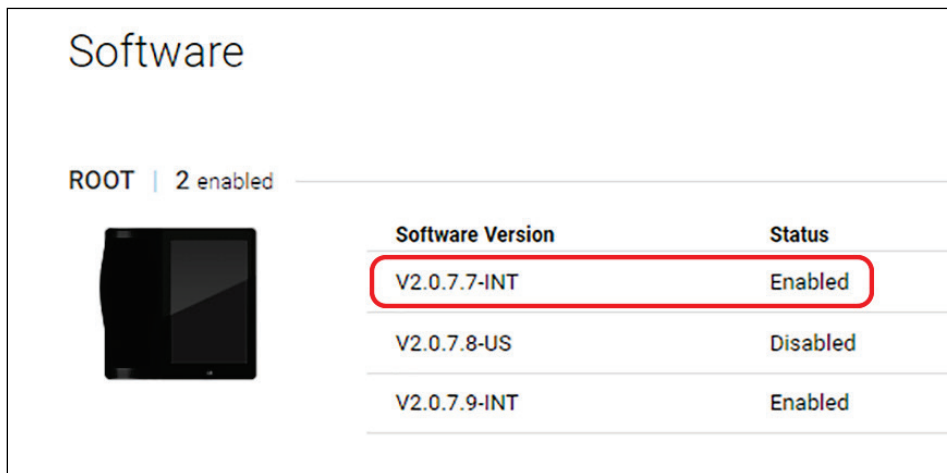 Software
ROOT | 2 enabled
Software Version Status
V2.0.7.7-INT Enabled
V2.0.7.8-US Disabled
V2.0.7.9-INT Enabled